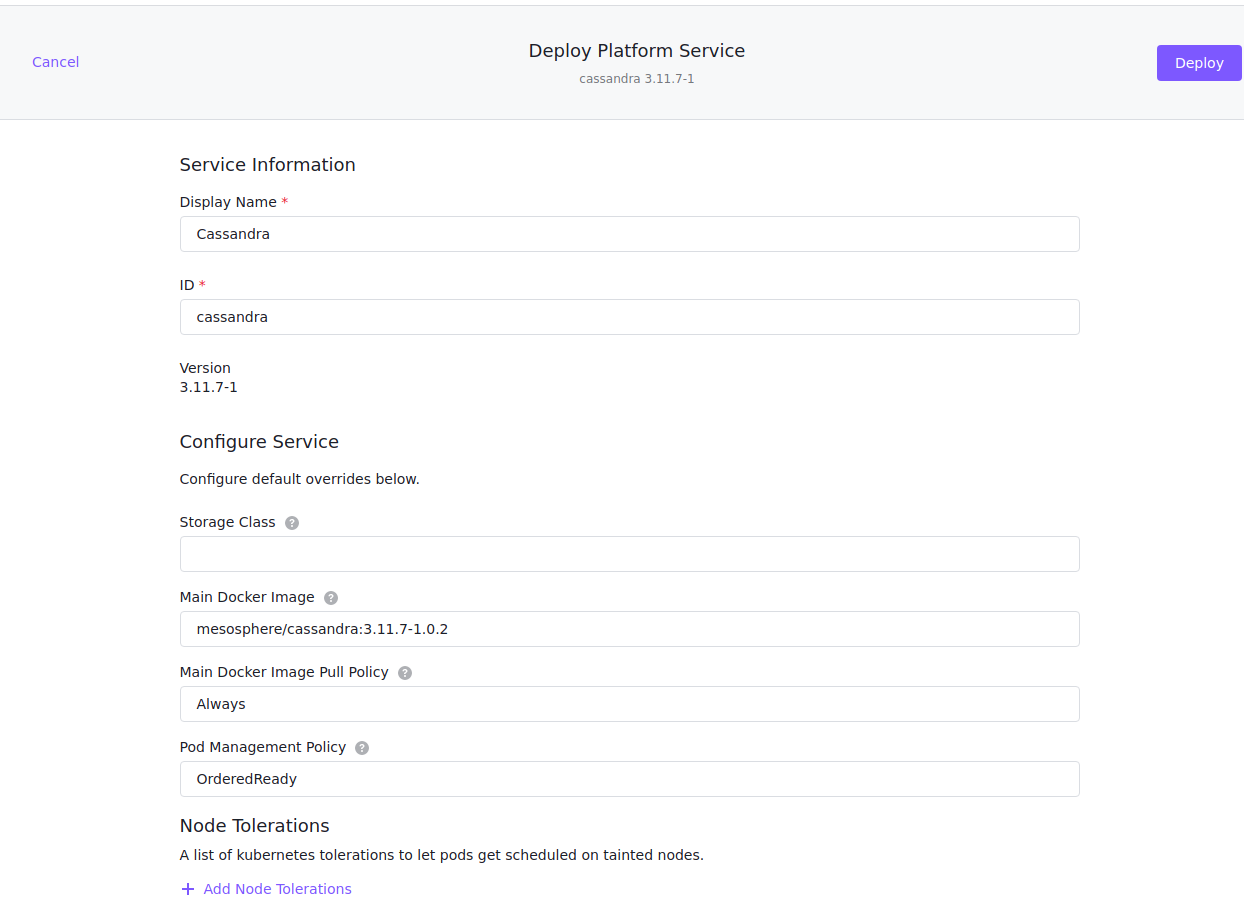 Cancel
Deploy Platform Service
cassandra 3.11.7-1
Deploy
Service Information
Display Name *
Cassandra
ID *
cassandra
Version
3.11.7-1
Configure Service
Configure default overrides below.
Storage Class ?
Main Docker Image ?
mesosphere/cassandra:3.11.7-1.0.2
Main Docker Image Pull Policy ?
Always
Pod Management Policy ?
OrderedReady
Node Tolerations
A list of kubernetes tolerations to let pods get scheduled on tainted nodes.
+ Add Node Tolerations